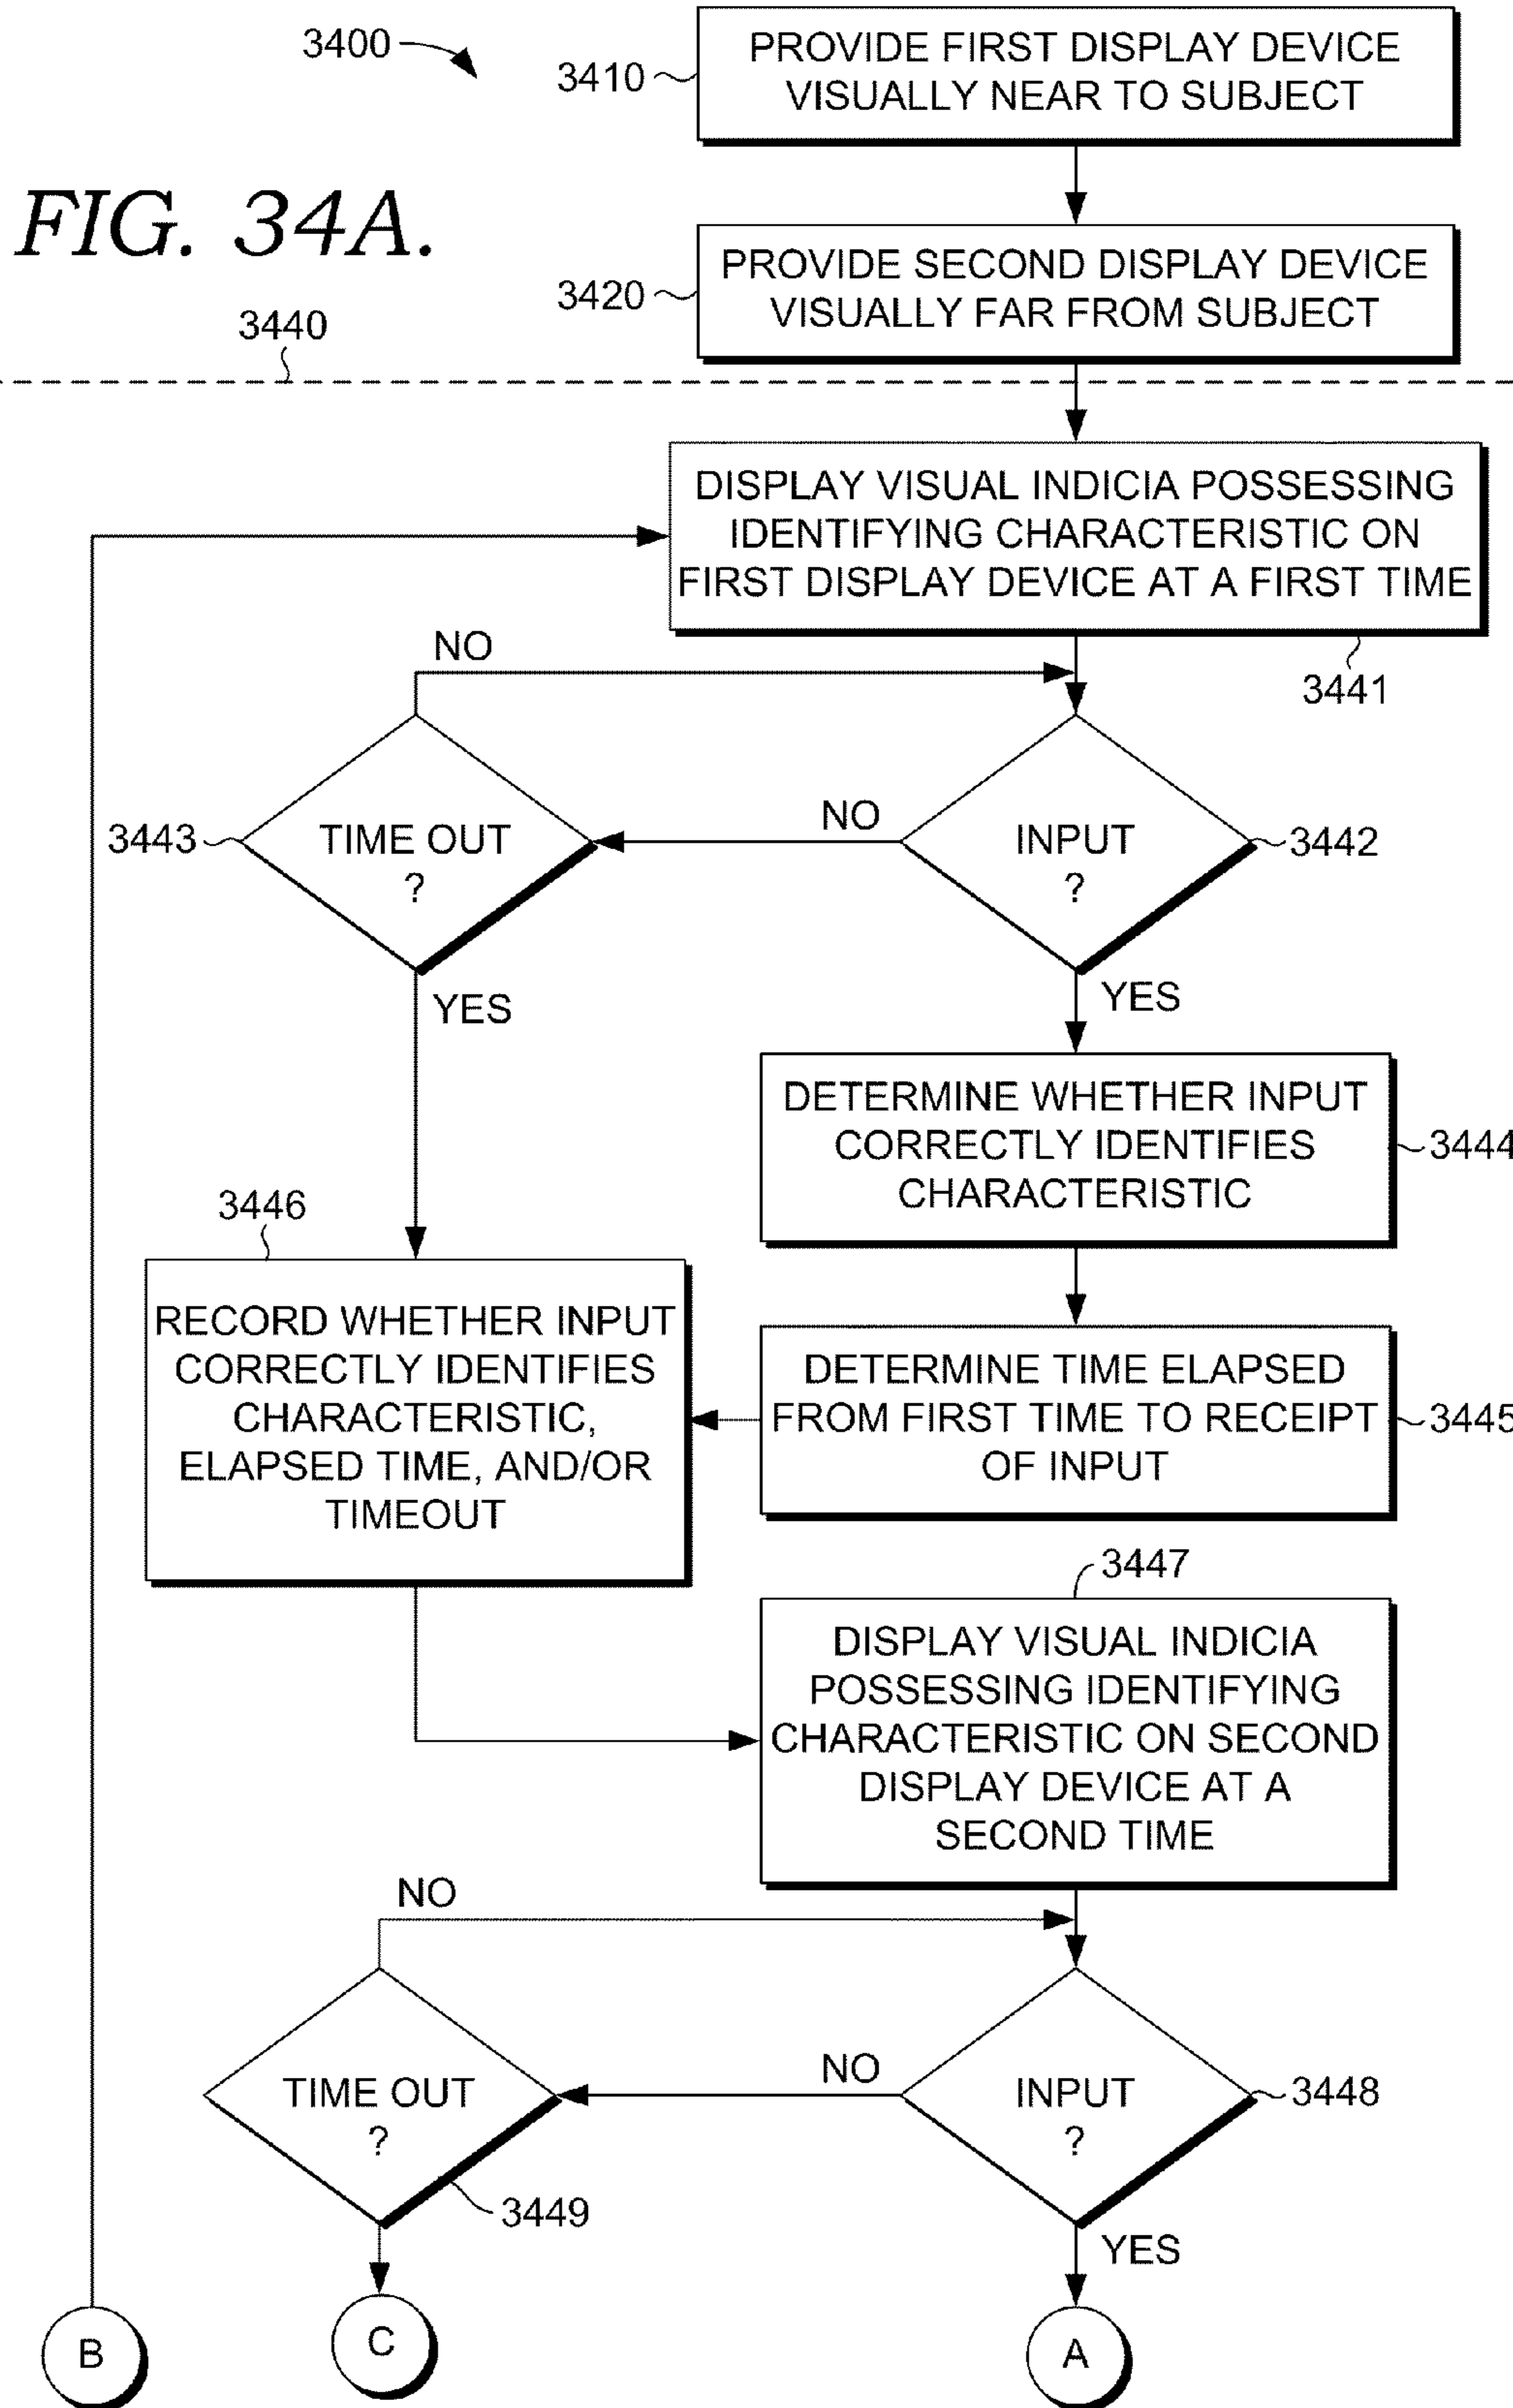 3400
3410
PROVIDE FIRST DISPLAY DEVICE
VISUALLY NEAR TO SUBJECT
FIG. 34A.
3420
PROVIDE SECOND DISPLAY DEVICE
VISUALLY FAR FROM SUBJECT
3440
DISPLAY VISUAL INDICIA POSSESSING
IDENTIFYING CHARACTERISTIC ON
FIRST DISPLAY DEVICE AT A FIRST TIME
3441
NO
3443
TIME OUT
?
NO
INPUT
?
3442
YES
YES
DETERMINE WHETHER INPUT
CORRECTLY IDENTIFIES
CHARACTERISTIC
3444
3446
RECORD WHETHER INPUT
CORRECTLY IDENTIFIES
CHARACTERISTIC,
ELAPSED TIME, AND/OR
TIMEOUT
DETERMINE TIME ELAPSED
FROM FIRST TIME TO RECEIPT
OF INPUT
3445
3447
DISPLAY VISUAL INDICIA
POSSESSING IDENTIFYING
CHARACTERISTIC ON SECOND
DISPLAY DEVICE AT A
SECOND TIME
NO
TIME OUT
?
3449
NO
INPUT
?
3448
YES
B
C
A